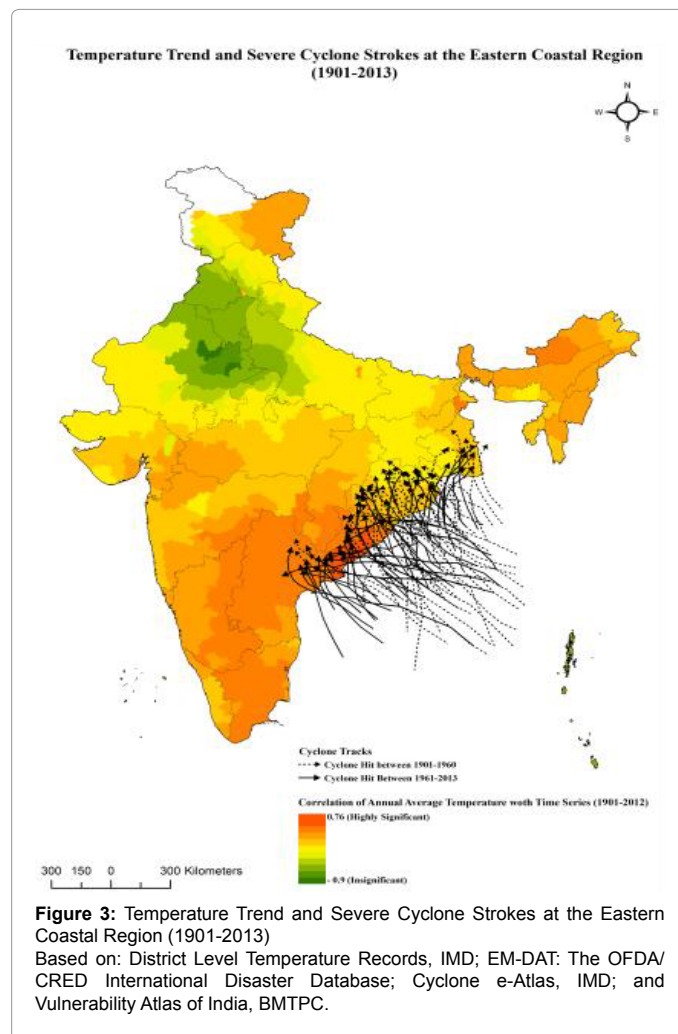 Temperature Trend and Severe Cyclone Strokes at the Eastern Coastal Region
(1901-2013)
N
W E
S
Cyclone Tracks
Cyclone Hit between 1901-1960
Cyclone Hit Between 1961-2013
Correlation of Annual Average Temperature woth Time Series (1901-2012)
0.76 (Highly Significant)
- 0.9 (Insignificant)
300 150 0 300 Kilometers
Figure 3: Temperature Trend and Severe Cyclone Strokes at the Eastern
Coastal Region (1901-2013)
Based on: District Level Temperature Records, IMD; EM-DAT: The OFDA/
CRED International Disaster Database; Cyclone e-Atlas, IMD; and
Vulnerability Atlas of India, BMTPC.